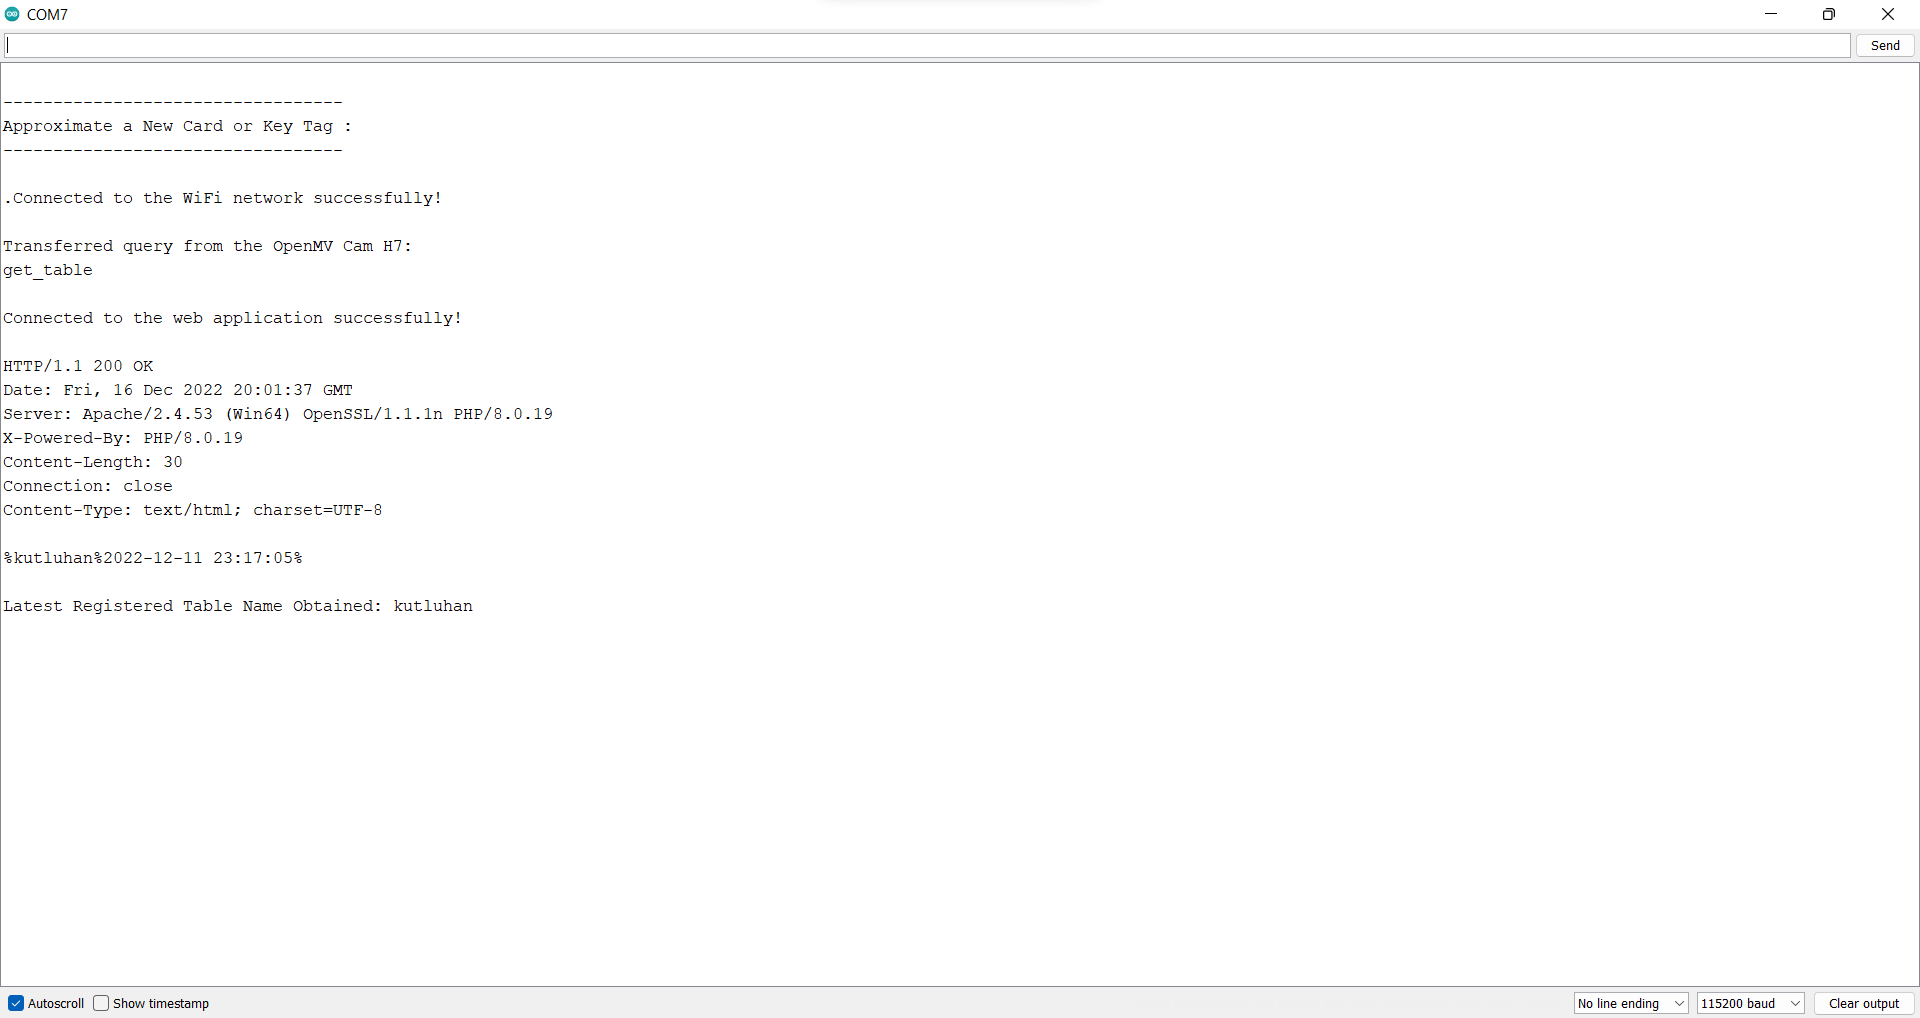 COM7
Send
----------------------------------
Approximate a New Card or Key Tag :
----------------------------------
.Connected to the WiFi network successfully!
Transferred query from the OpenMV Cam H7:
get_table
Connected to the web application successfully!
HTTP/1.1 200 OK
Date: Fri, 16 Dec 2022 20:01:37 GMT
Server: Apache/2.4.53 (Win64) OpenSSL/1.1.1n PHP/8.0.19
X-Powered-By: PHP/8.0.19
Content-Length: 30
Connection: close
Content-Type: text/html; charset=UTF-8
%kutluhan%2022-12-11 23:17:05%
Latest Registered Table Name Obtained: kutluhan
Autoscroll Show timestamp No line ending 115200 baud Clear output